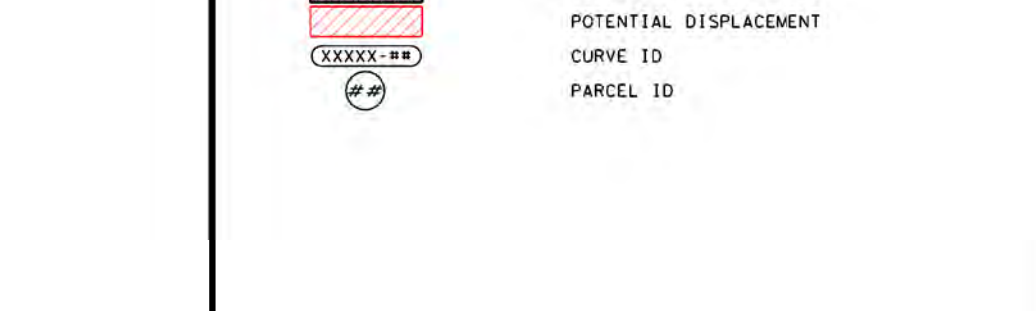 POTENTIAL DISPLACEMENT
XXXXX-## CURVE ID
## PARCEL ID